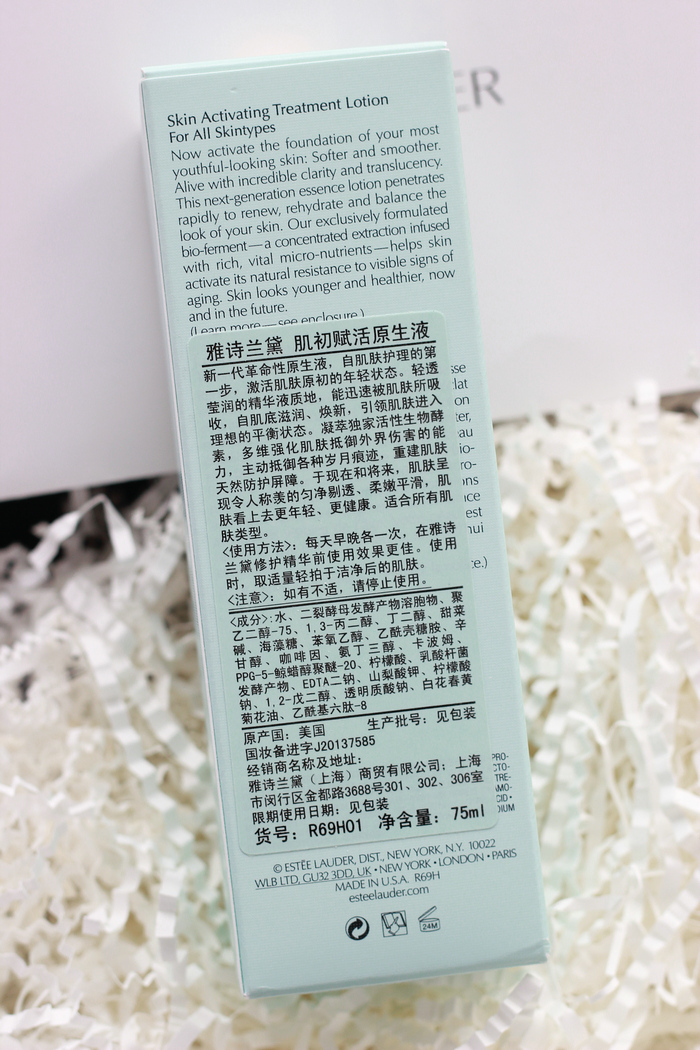 ER
Skin Activating Treatment Lotion
For All Skintypes
Now activate the foundation of your most
youthful-looking skin: Softer and smoother.
Alive with incredible clarity and translucency.
This next-generation essence lotion penetrates
rapidly to renew, rehydrate and balance the
look of your skin. Our exclusively formulated
bio-ferment—a concentrated extraction infused
with rich, vital micro-nutrients—helps skin
activate its natural resistance to visible signs of
aging. Skin looks younger and healthier, now
and in the future.
(Learn more—see enclosure.)
雅诗兰黛 肌初赋活原生液
新一代革命性原生液，自肌肤护理的第
一步，激活肌肤原初的年轻状态。轻透
莹润的精华液质地，能迅速被肌肤所吸
收，自肌底滋润、焕新，引领肌肤进入
理想的平衡状态。凝萃独家活性生物酵
素，多维强化肌肤抵御外界伤害的能
力，主动抵御各种岁月痕迹，重建肌肤
天然防护屏障。于现在和将来，肌肤呈
现令人称羡的匀净剔透、柔嫩平滑，肌
肤看上去更年轻、更健康。适合所有肌
肤类型。
<使用方法>：每天早晚各一次，在雅诗
兰黛修护精华前使用效果更佳。使用
时，取适量轻拍于洁净后的肌肤。
<注意>：如有不适，请停止使用。
<成分>:水、二裂酵母发酵产物溶胞物、聚
乙二醇-75、1,3-丙二醇、丁二醇、甜菜
碱、海藻糖、苯氧乙醇、乙酰壳糖胺、辛
甘醇、咖啡因、氨丁三醇、卡波姆、
PPG-5-鲸蜡醇聚醚-20、柠檬酸、乳酸杆菌
发酵产物、EDTA二钠、山梨酸钾、柠檬酸
钠、1,2-戊二醇、透明质酸钠、白花春黄
菊花油、乙酰基六肽-8
原产国：美国 生产批号：见包装
国妆备进字J20137585
经销商名称及地址：
雅诗兰黛（上海）商贸有限公司；上海
市闵行区金都路3688号301、302、306室
限期使用日期：见包装
货号：R69H01 净含量：75ml
sse
lat
on
ter,
au
io-
ro-
ons
nce
est
nui
ce.)
PRO-
CTO-
TRE-
AMO-
CID•
DIUM
© ESTĒE LAUDER, DIST., NEW YORK, N.Y. 10022
WLB LTD, GU32 3DD, UK • NEW YORK • LONDON • PARIS
MADE IN U.S.A. R69H
esteelauder.com
24M